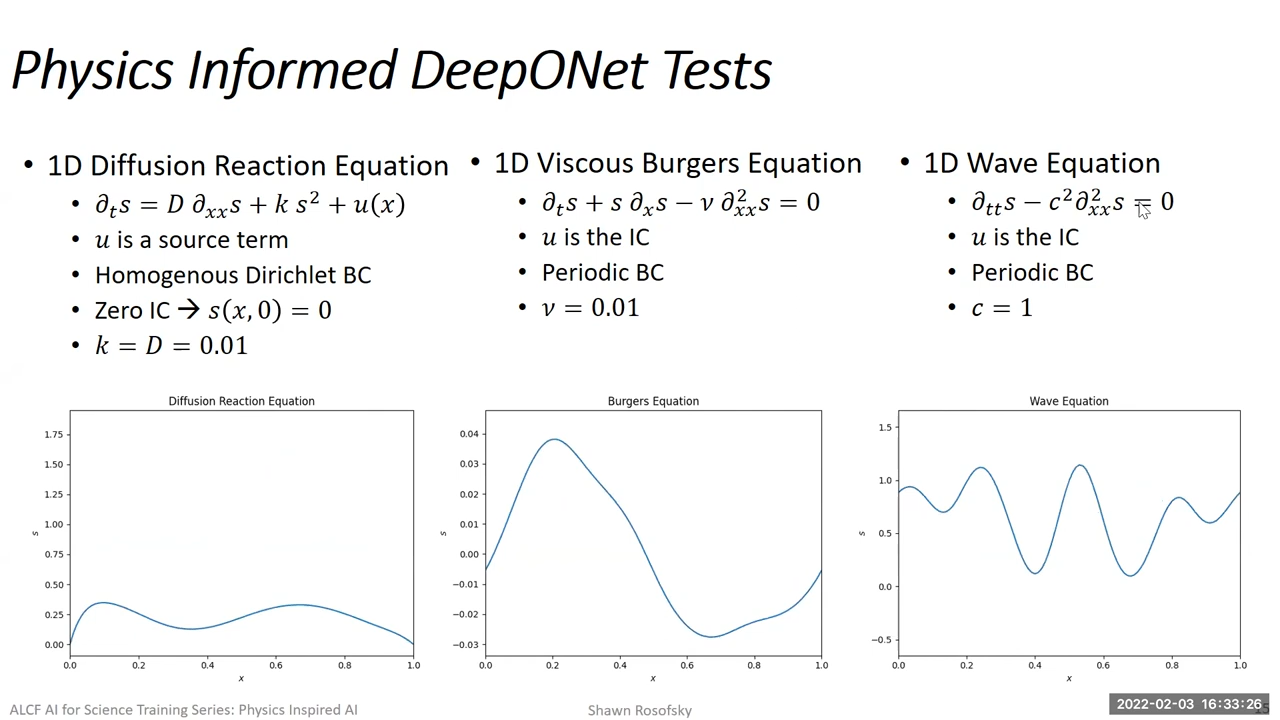 Physics Informed DeepONet Tests
• 1D Diffusion Reaction Equation
• ∂ₜs = D ∂ₓₓs + k s² + u(x)
• u is a source term
• Homogenous Dirichlet BC
• Zero IC → s(x, 0) = 0
• k = D = 0.01
• 1D Viscous Burgers Equation
• ∂ₜs + s ∂ₓs − ν ∂²ₓₓs = 0
• u is the IC
• Periodic BC
• ν = 0.01
• 1D Wave Equation
• ∂ₜₜs − c²∂²ₓₓs = 0
• u is the IC
• Periodic BC
• c = 1
Diffusion Reaction Equation
1.75
1.50
1.25
1.00
0.75
0.50
0.25
0.00
s
0.0 0.2 0.4 0.6 0.8 1.0
x
Burgers Equation
0.04
0.03
0.02
0.01
0.00
−0.01
−0.02
−0.03
s
0.0 0.2 0.4 0.6 0.8 1.0
x
Wave Equation
1.5
1.0
0.5
0.0
−0.5
s
0.0 0.2 0.4 0.6 0.8 1.0
x
ALCF AI for Science Training Series: Physics Inspired AI
Shawn Rosofsky
2022-02-03 16:33:26